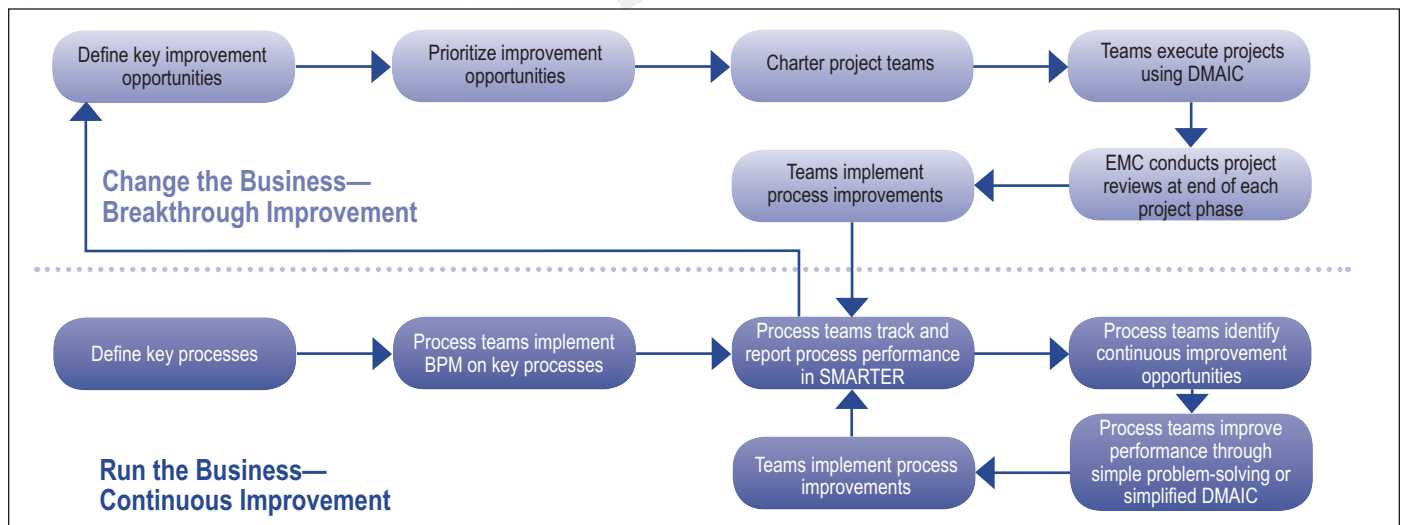 Define key improvement
opportunities
Prioritize improvement
opportunities
Charter project teams
Teams execute projects
using DMAIC
Change the Business—
Breakthrough Improvement
Teams implement
process improvements
EMC conducts project
reviews at end of each
project phase
Define key processes
Process teams implement
BPM on key processes
Process teams track and
report process performance
in SMARTER
Process teams identify
continuous improvement
opportunities
Run the Business—
Continuous Improvement
Teams implement process
improvements
Process teams improve
performance through
simple problem-solving or
simplified DMAIC